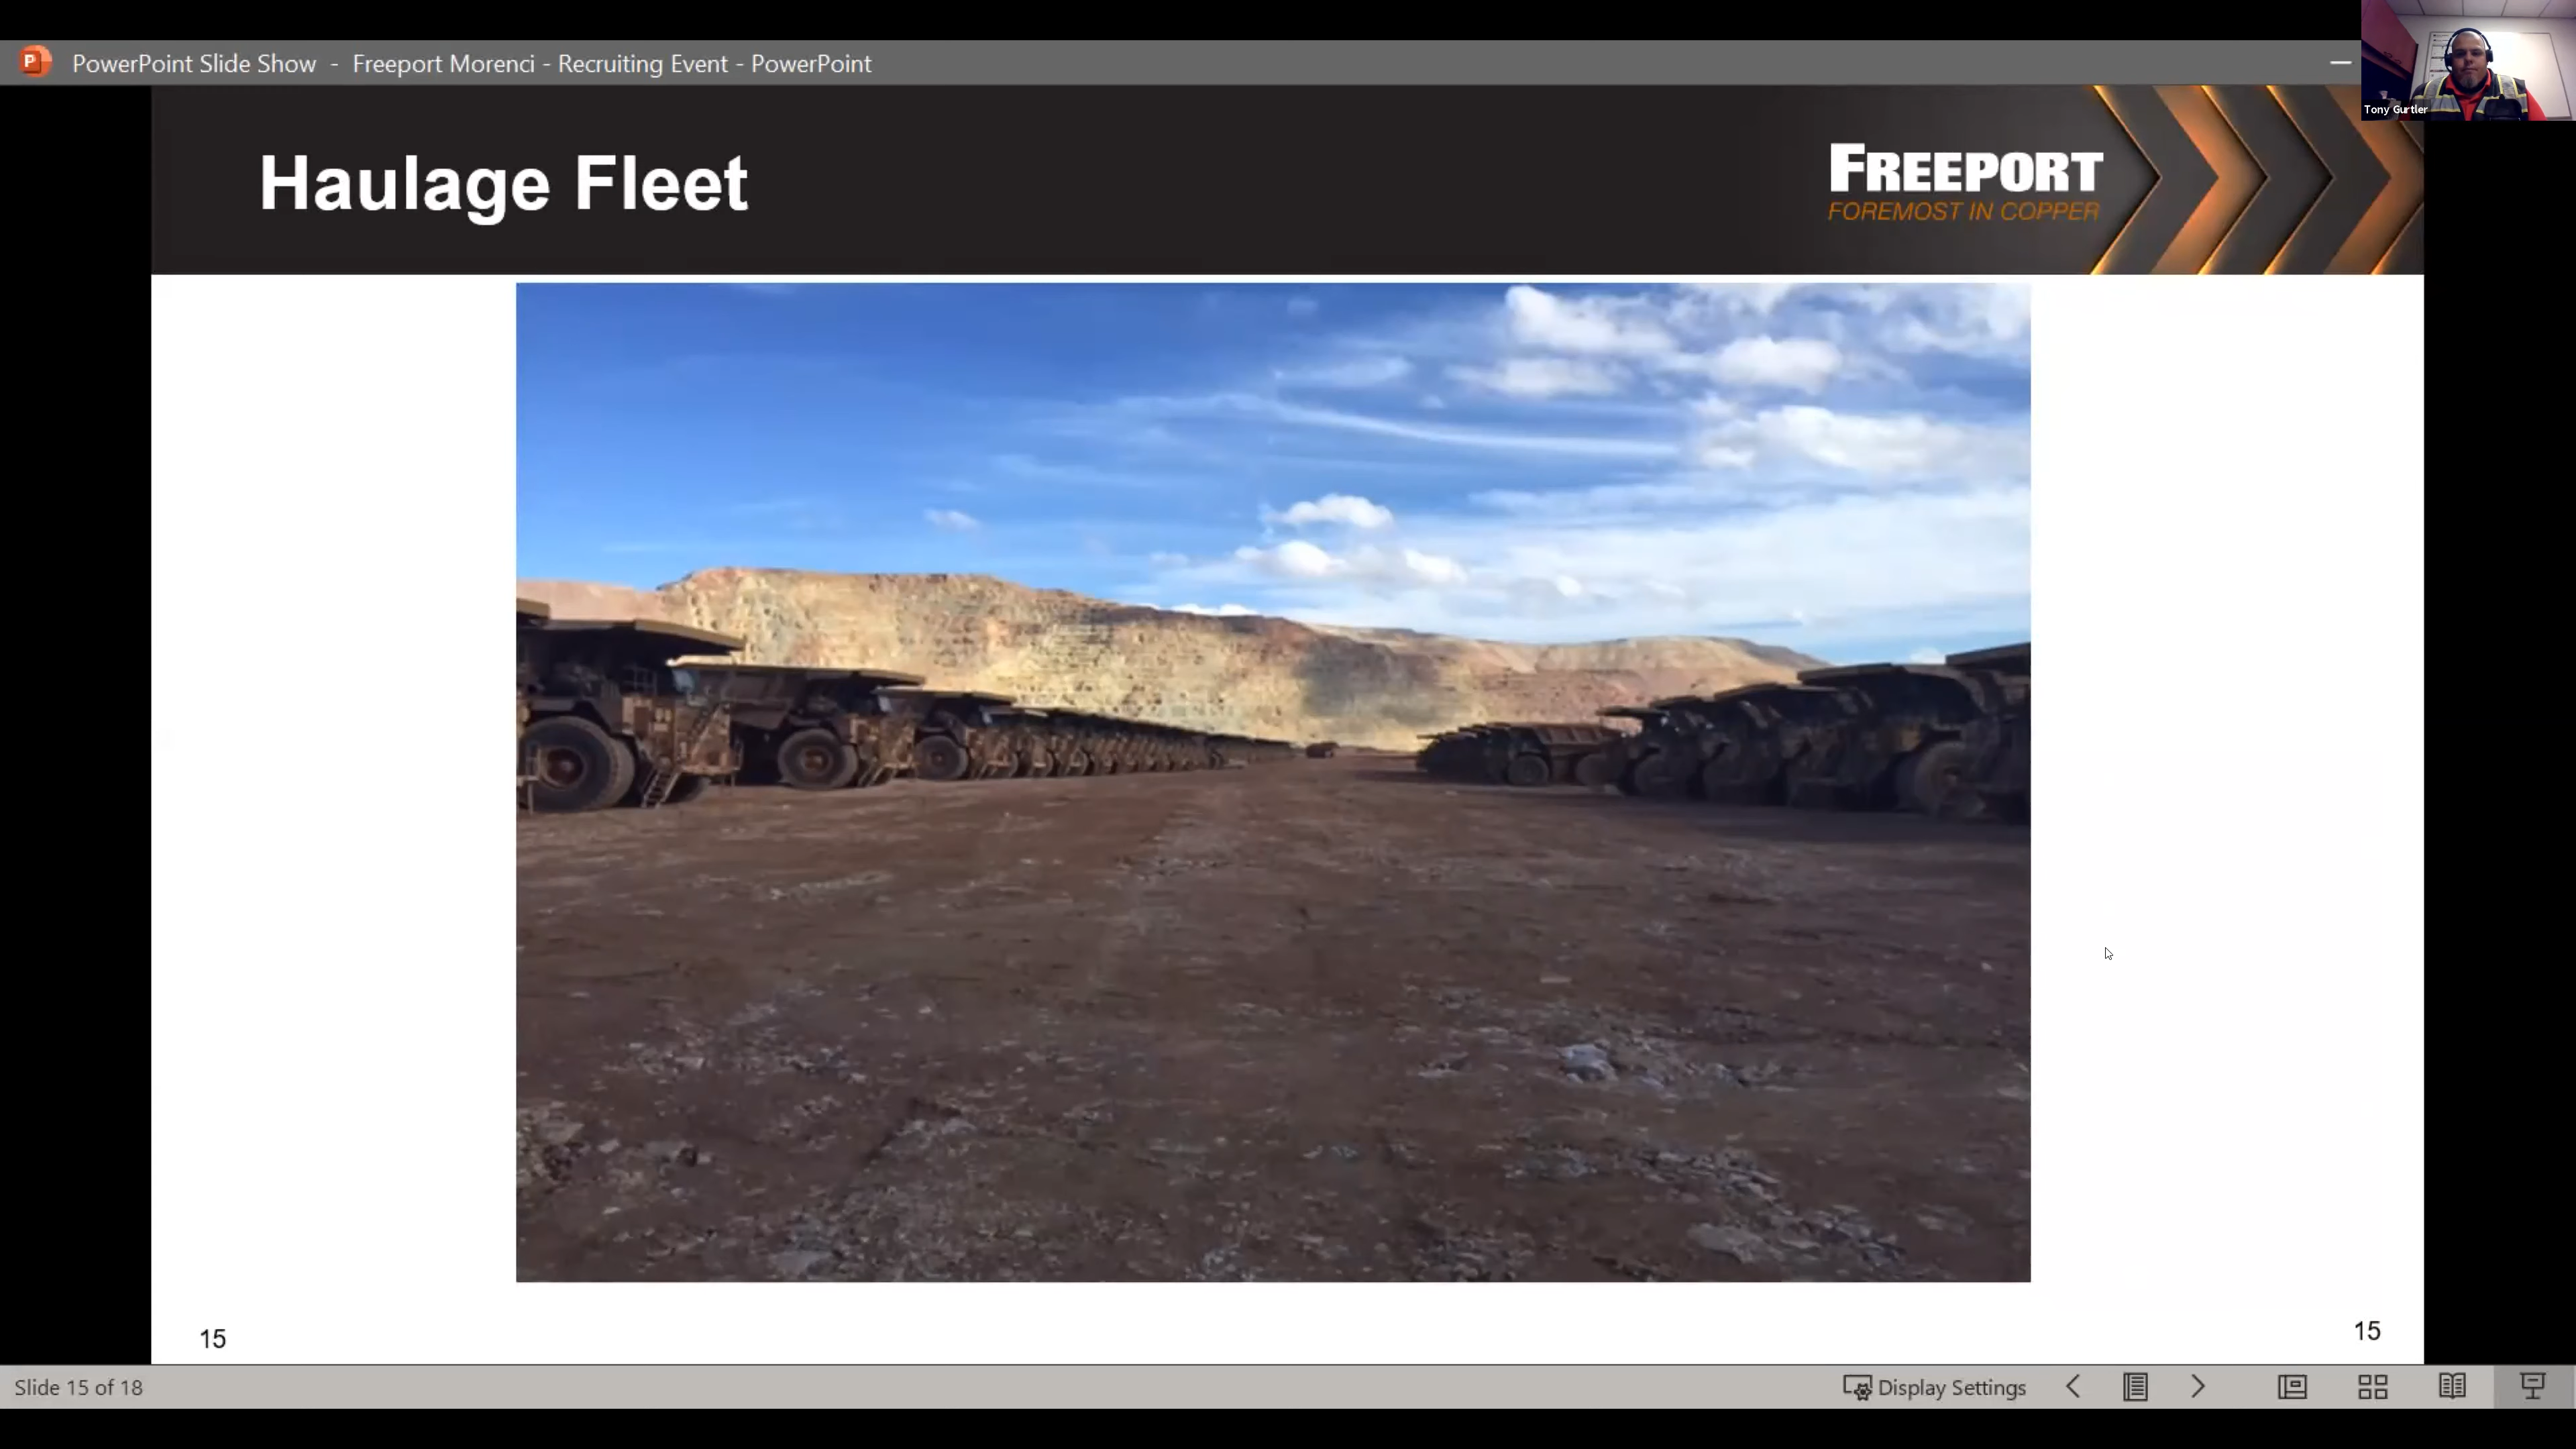 PowerPoint Slide Show - Freeport Morenci - Recruiting Event - PowerPoint
Tony Gurtler
Haulage Fleet
FREEPORT
FOREMOST IN COPPER
15
15
Slide 15 of 18
Display Settings